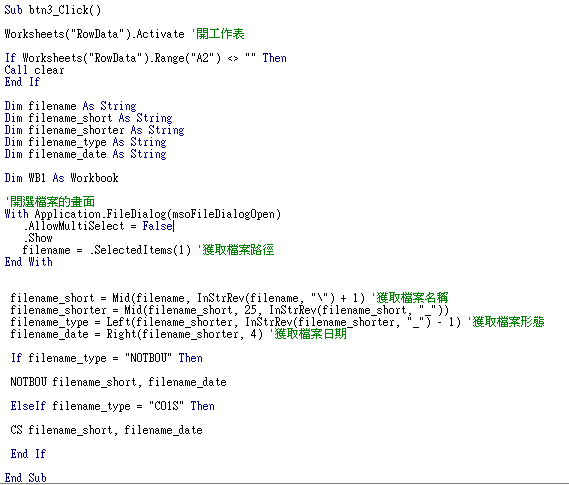 Sub btn3_Click()
Worksheets("RowData").Activate '開工作表
If Worksheets("RowData").Range("A2") <> "" Then
Call clear
End If
Dim filename As String
Dim filename_short As String
Dim filename_shorter As String
Dim filename_type As String
Dim filename_date As String
Dim WB1 As Workbook
'開選檔案的畫面
With Application.FileDialog(msoFileDialogOpen)
.AllowMultiSelect = False
.Show
filename = .SelectedItems(1) '獲取檔案路徑
End With
filename_short = Mid(filename, InStrRev(filename, "\") + 1) '獲取檔案名稱
filename_shorter = Mid(filename_short, 25, InStrRev(filename_short, "_"))
filename_type = Left(filename_shorter, InStrRev(filename_shorter, "_") - 1) '獲取檔案形態
filename_date = Right(filename_shorter, 4) '獲取檔案日期
If filename_type = "NOTBOU" Then
NOTBOU filename_short, filename_date
ElseIf filename_type = "CO1S" Then
CS filename_short, filename_date
End If
End Sub